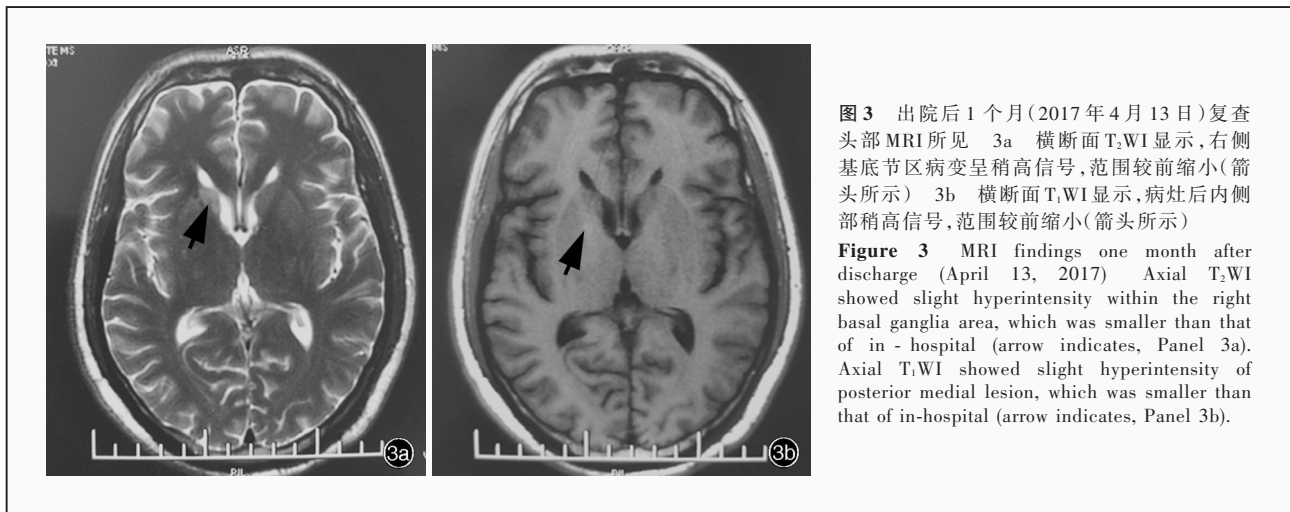 TE MS
ASR
3a
MS
3b
图3 出院后1个月(2017年4月13日)复查
头部MRI所见 3a 横断面T₂WI显示,右侧
基底节区病变呈稍高信号,范围较前缩小(箭
头所示) 3b 横断面T₁WI显示,病灶后内侧
部稍高信号,范围较前缩小(箭头所示)
Figure 3 MRI findings one month after
discharge (April 13, 2017) Axial T₂WI
showed slight hyperintensity within the right
basal ganglia area, which was smaller than that
of in - hospital (arrow indicates, Panel 3a).
Axial T₁WI showed slight hyperintensity of
posterior medial lesion, which was smaller than
that of in-hospital (arrow indicates, Panel 3b).